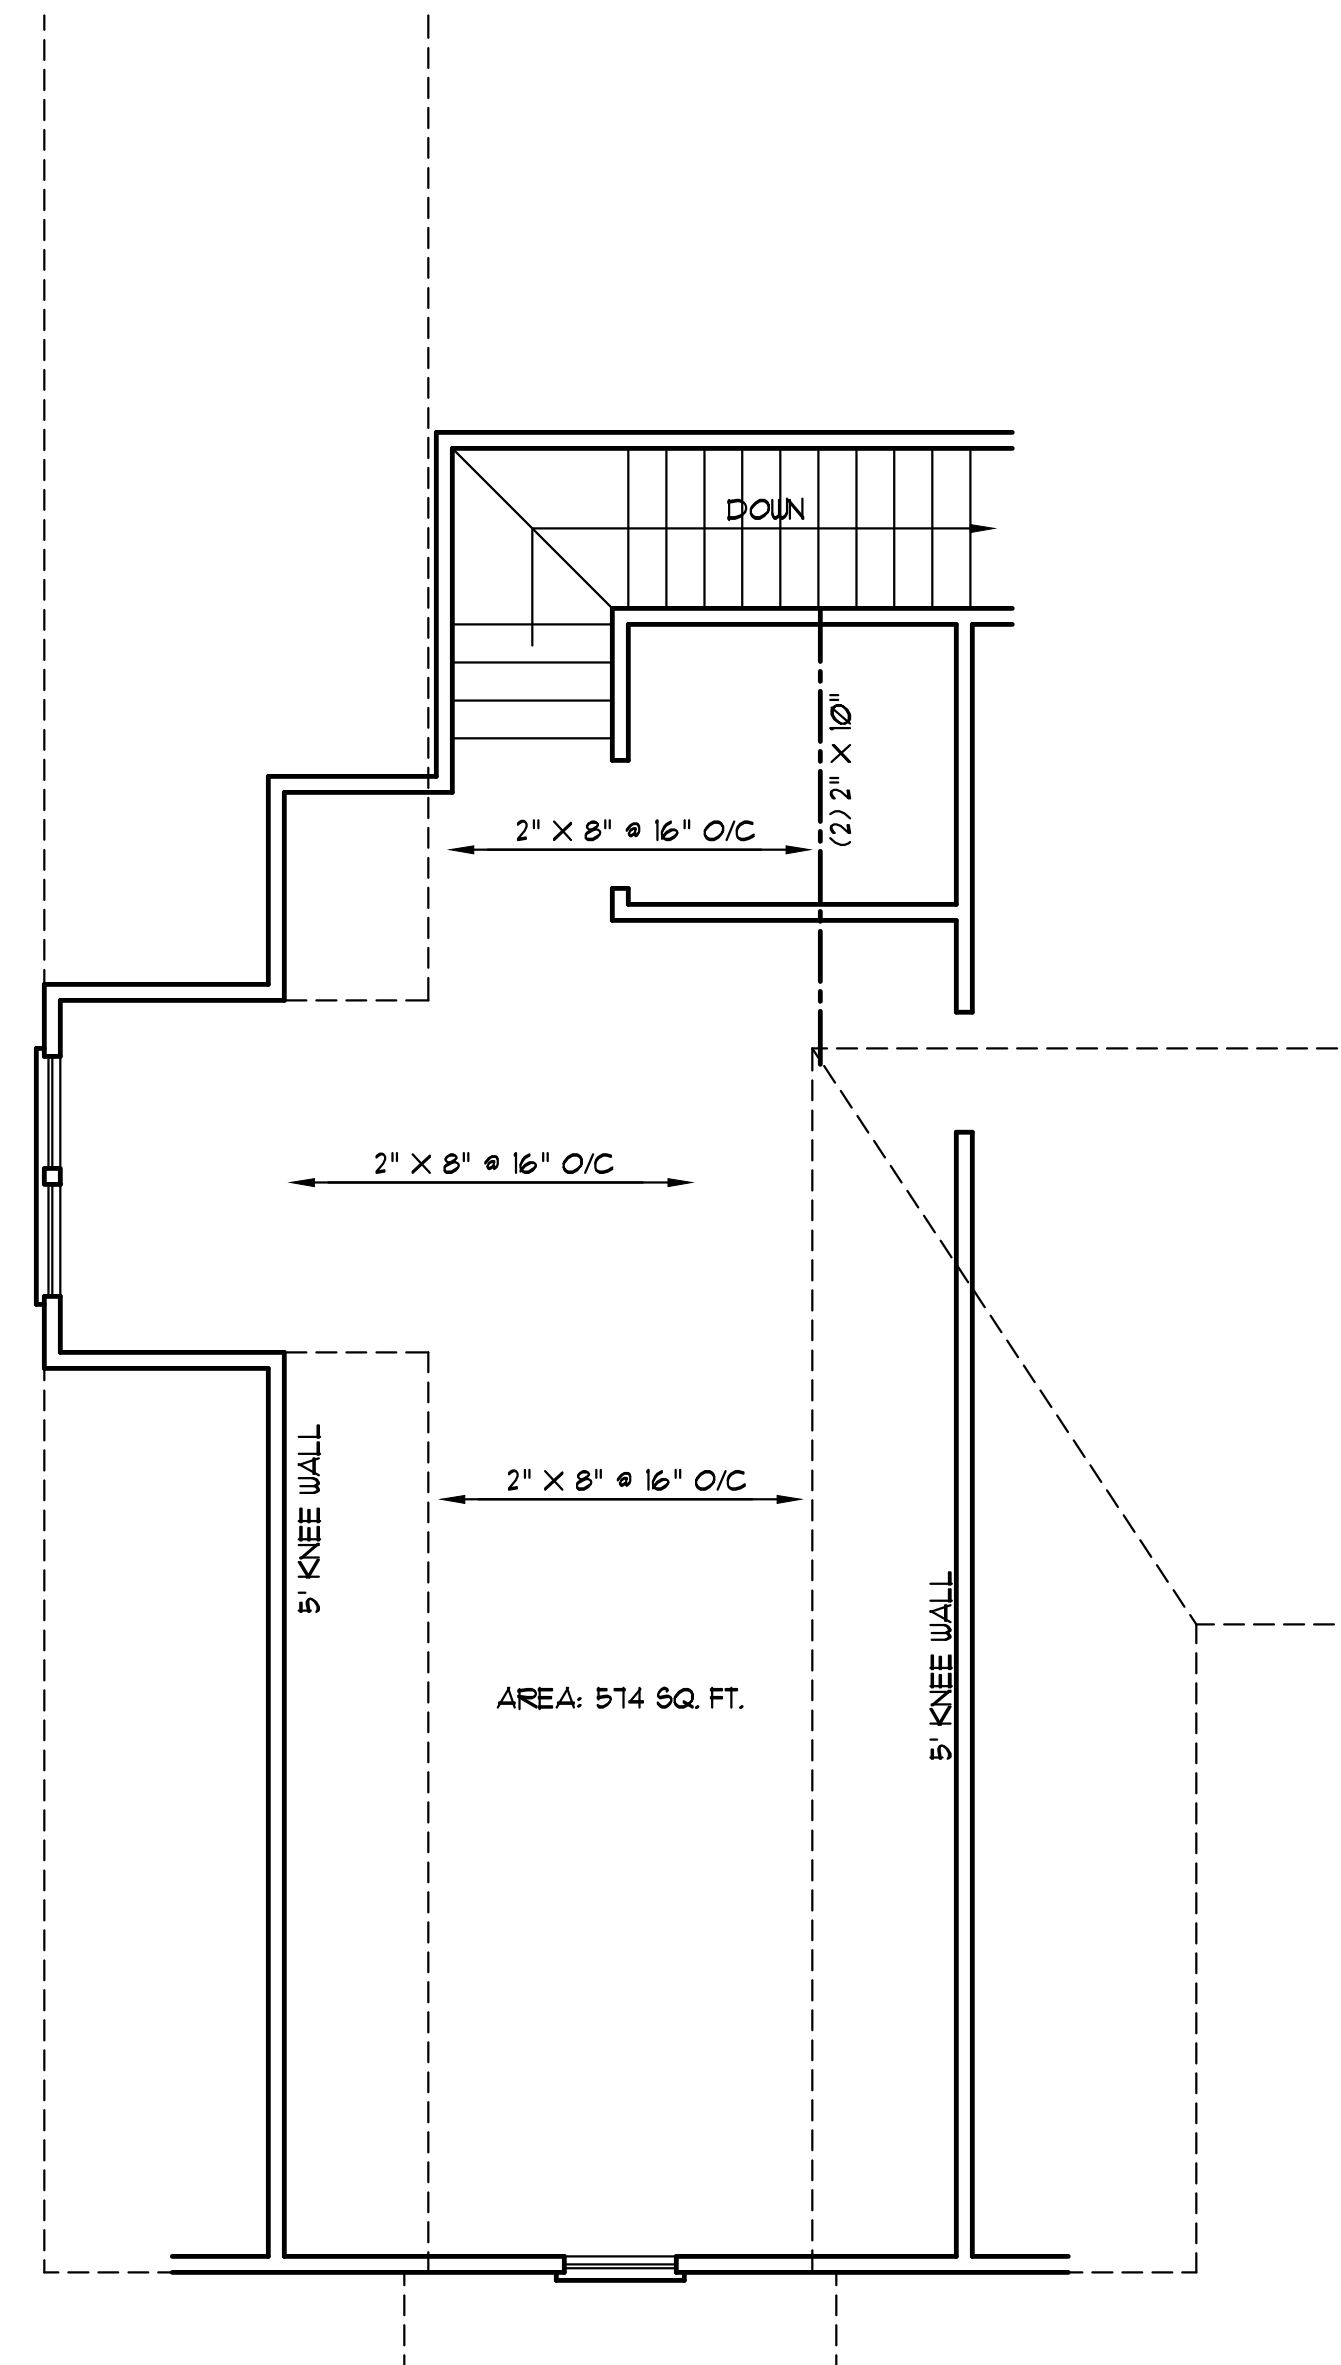 DOWN
(2) 2" X 10"
2" X 8" @ 16" O/C
2" X 8" @ 16" O/C
5' KNEE WALL
2" X 8" @ 16" O/C
5' KNEE WALL
AREA: 574 SQ. FT.